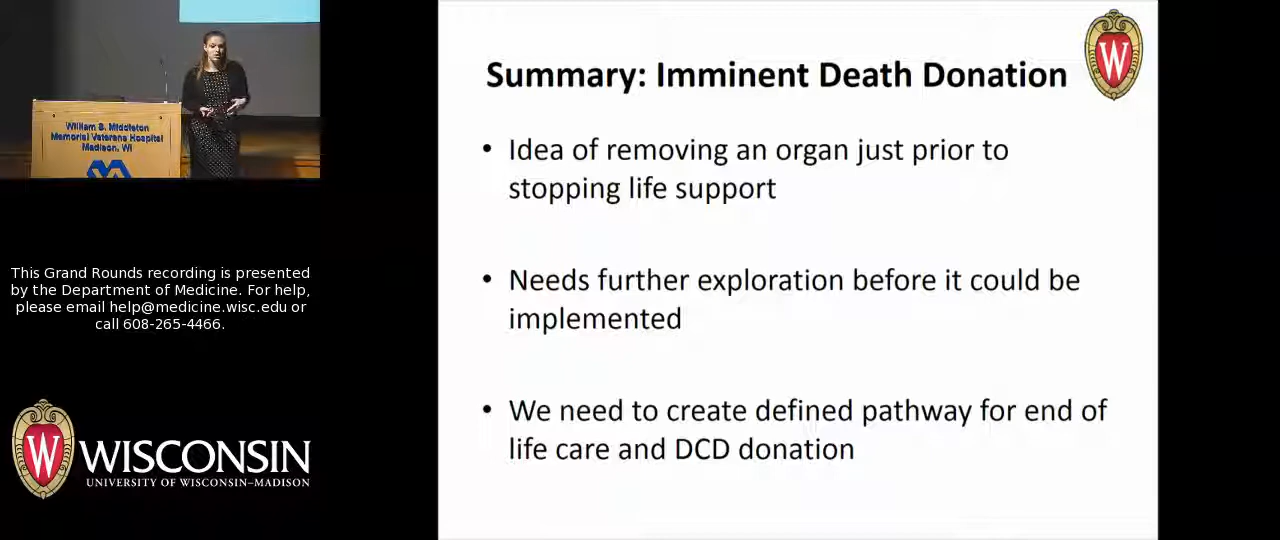 William S. Middleton
Memorial Veterans Hospital
Madison, WI
This Grand Rounds recording is presented
by the Department of Medicine. For help,
please email help@medicine.wisc.edu or
call 608-265-4466.
W
WISCONSIN
UNIVERSITY OF WISCONSIN–MADISON
Summary: Imminent Death Donation
W
• Idea of removing an organ just prior to
stopping life support
• Needs further exploration before it could be
implemented
• We need to create defined pathway for end of
life care and DCD donation